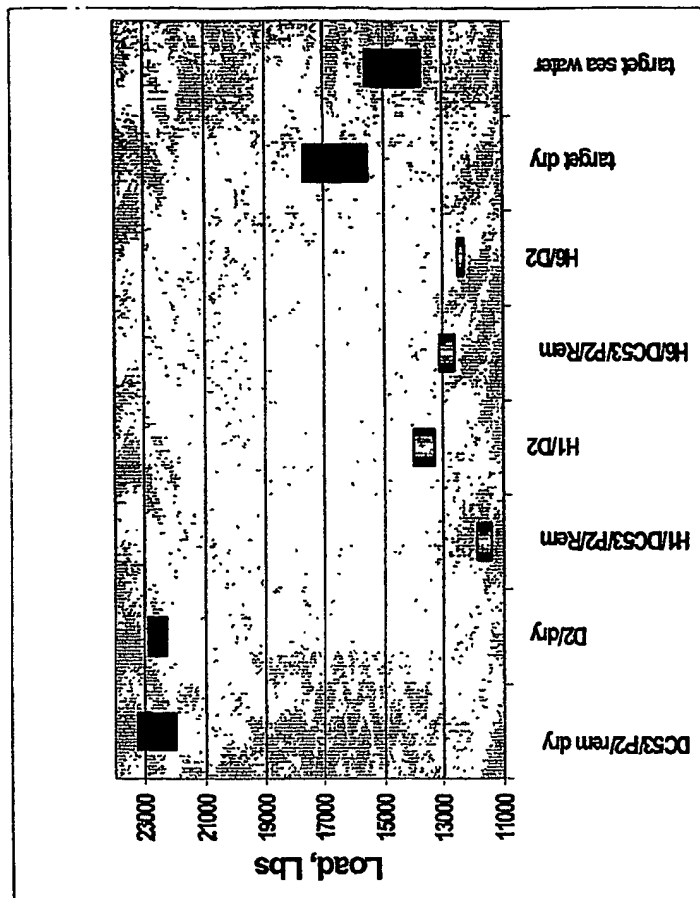 Load, Lbs
23000
21000
19000
17000
15000
13000
11000
DC53/P2/rem dry
D2/dry
H1/DC53/P2/Rem
H1/D2
H6/DC53/P2/Rem
H6/D2
target dry
target sea water